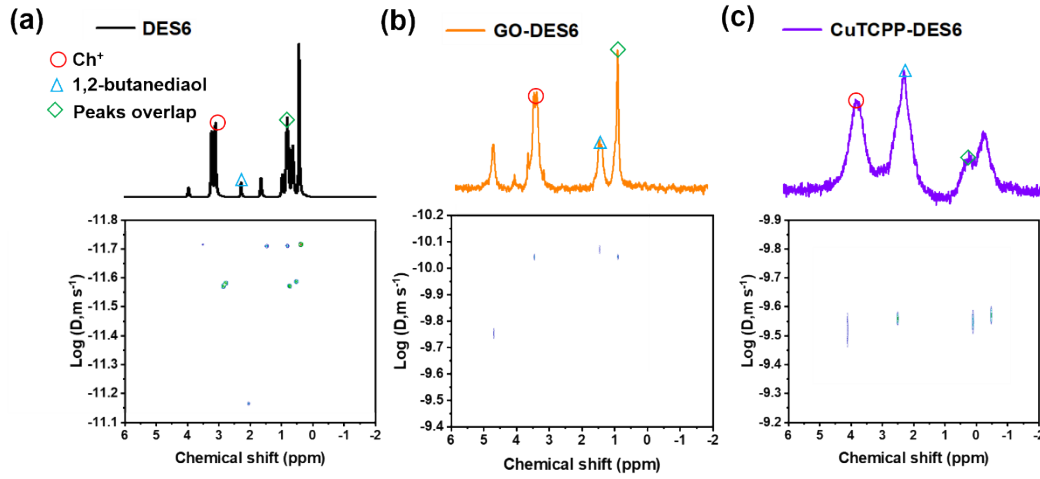 (a)
DES6
Ch⁺
1,2-butanediaol
Peaks overlap
-11.8
-11.7
-11.6
-11.5
-11.4
-11.3
-11.2
-11.1
Log (D,m s⁻¹)
6 5 4 3 2 1 0 -1 -2
Chemical shift (ppm)
(b)
GO-DES6
-10.2
-10.1
-10.0
-9.9
-9.8
-9.7
-9.6
-9.5
-9.4
Log (D,m s⁻¹)
6 5 4 3 2 1 0 -1 -2
Chemical shift (ppm)
(c)
CuTCPP-DES6
-9.9
-9.8
-9.7
-9.6
-9.5
-9.4
-9.3
-9.2
Log (D,m s⁻¹)
6 5 4 3 2 1 0 -1 -2
Chemical shift (ppm)